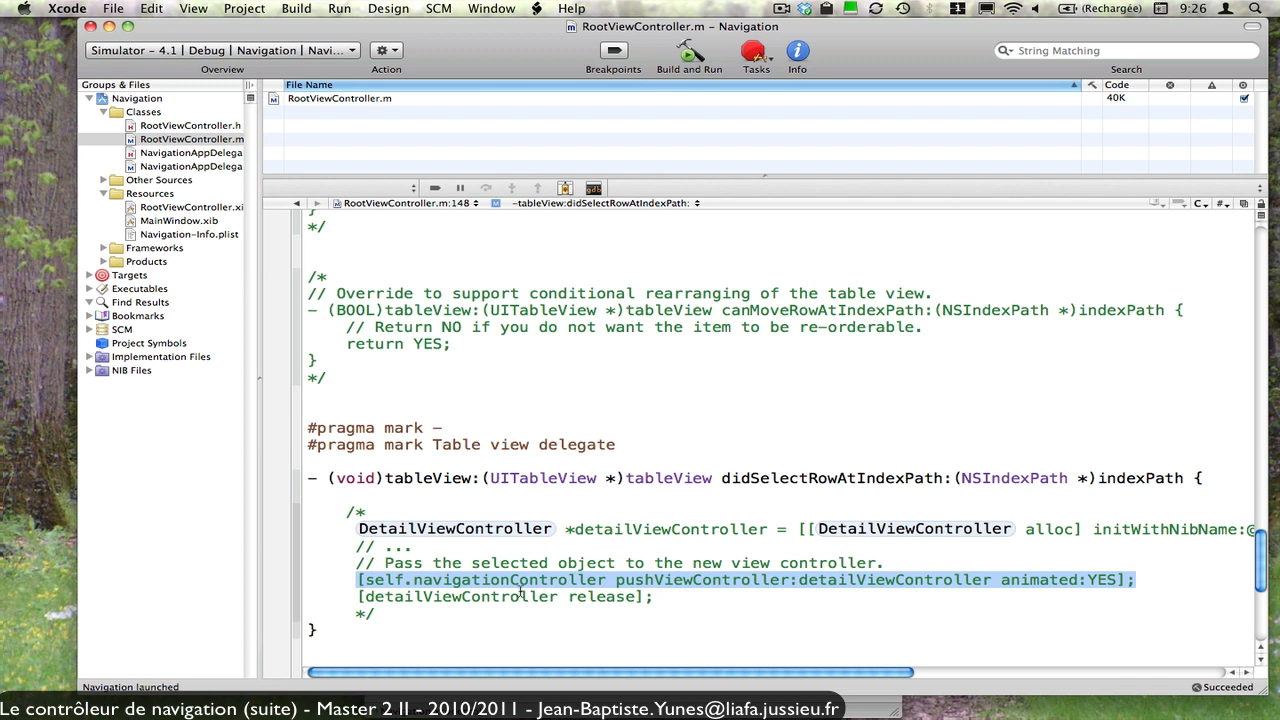 Xcode File Edit View Project Build Run Design SCM Window Help (Rechargée) 9:26
RootViewController.m - Navigation
Simulator - 4.1 | Debug | Navigation | Navi...
String Matching
Overview Action Breakpoints Build and Run Tasks Info Search
Groups & Files
File Name
Code
Navigation
Classes
RootViewController.h
RootViewController.m
NavigationAppDelega
NavigationAppDelega
Other Sources
Resources
RootViewController.xi
MainWindow.xib
Navigation-Info.plist
Frameworks
Products
Targets
Executables
Find Results
Bookmarks
SCM
Project Symbols
Implementation Files
NIB Files
RootViewController.m
40K
gdb
RootViewController.m:148
-tableView:didSelectRowAtIndexPath:
C
#
}
*/
/*
// Override to support conditional rearranging of the table view.
- (BOOL)tableView:(UITableView *)tableView canMoveRowAtIndexPath:(NSIndexPath *)indexPath {
// Return NO if you do not want the item to be re-orderable.
return YES;
}
*/
#pragma mark -
#pragma mark Table view delegate
- (void)tableView:(UITableView *)tableView didSelectRowAtIndexPath:(NSIndexPath *)indexPath {
/*
DetailViewController *detailViewController = [[DetailViewController alloc] initWithNibName:@
// ...
// Pass the selected object to the new view controller.
[self.navigationController pushViewController:detailViewController animated:YES];
[detailViewController release];
*/
}
Navigation launched
Succeeded
Le contrôleur de navigation (suite) - Master 2 II - 2010/2011 - Jean-Baptiste.Yunes@liafa.jussieu.fr